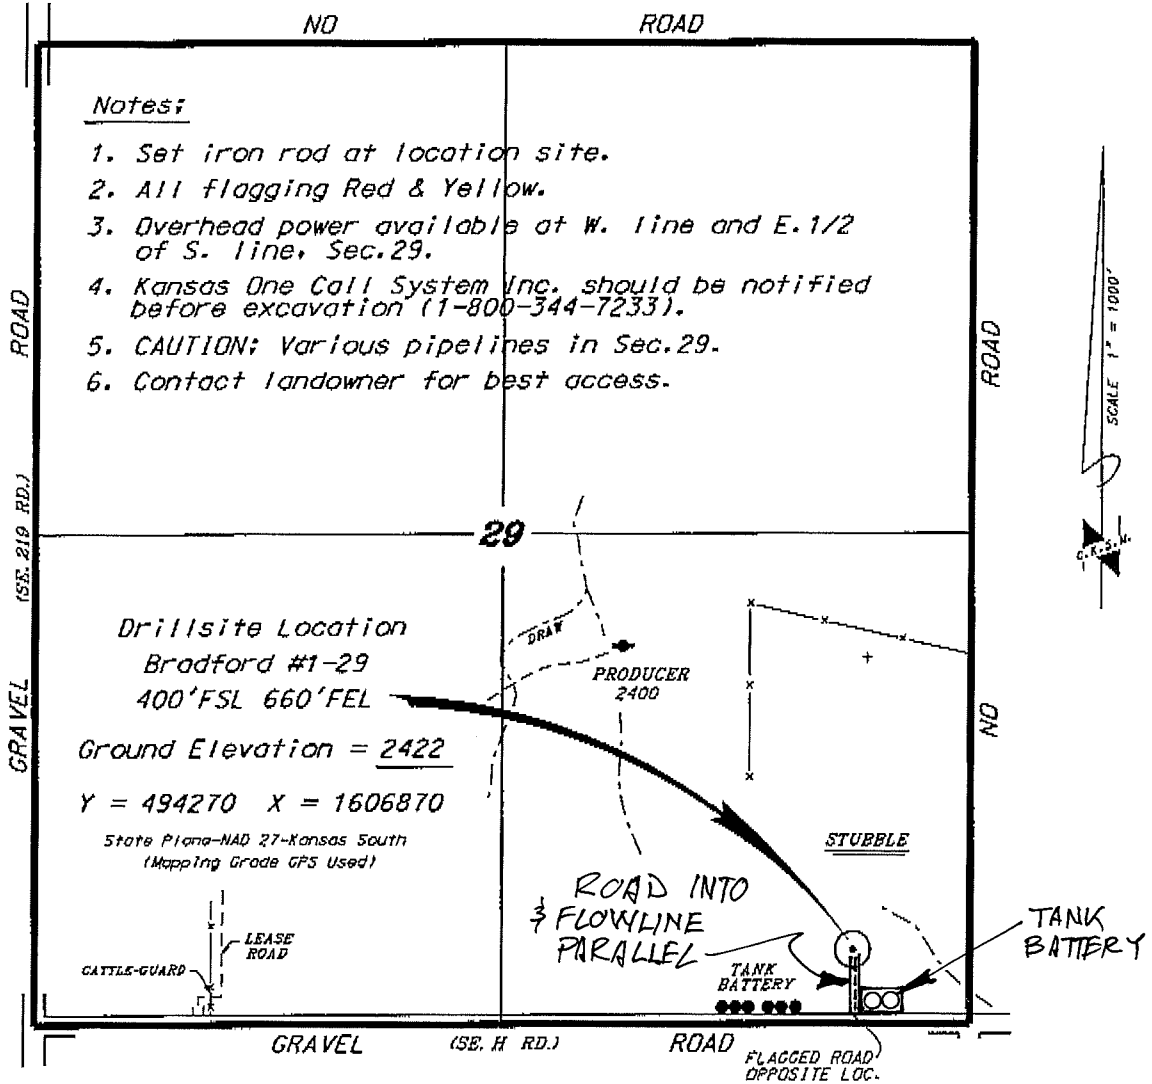 NO ROAD
Notes:
1. Set iron rod at location site.
2. All flagging Red & Yellow.
3. Overhead power available at W. line and E.1/2
of S. line, Sec.29.
4. Kansas One Call System Inc. should be notified
before excavation (1-800-344-7233).
5. CAUTION: Various pipelines in Sec.29.
6. Contact landowner for best access.
GRAVEL (SE. 219 RD.) ROAD
NO ROAD
SCALE 1" = 1000'
C.K.S.N.
29
Drillsite Location
Bradford #1-29
400'FSL 660'FEL
Ground Elevation = 2422
Y = 494270 X = 1606870
State Plane-NAD 27-Kansas South
(Mapping Grade GPS Used)
DRAW
PRODUCER
2400
STUBBLE
ROAD INTO
& FLOWLINE
PARALLEL
TANK
BATTERY
TANK
BATTERY
LEASE
ROAD
CATTLE-GUARD
GRAVEL (SE. H RD.) ROAD
FLAGGED ROAD
OPPOSITE LOC.